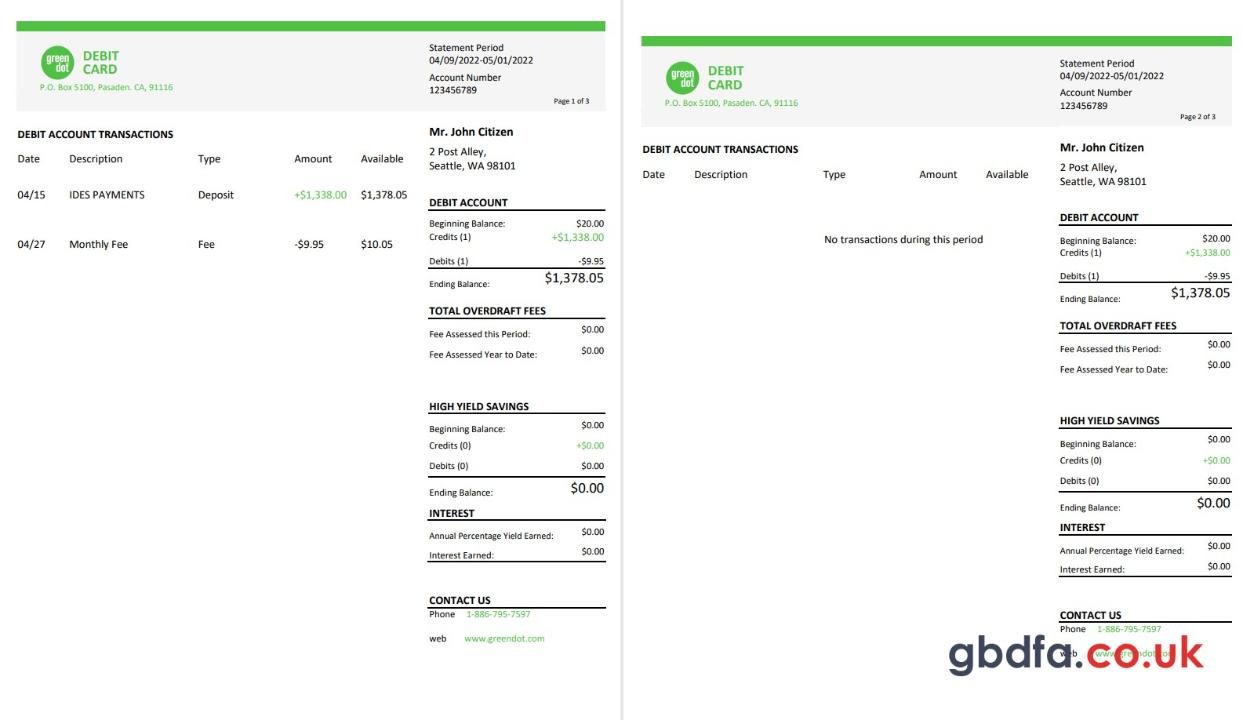 green
dot
DEBIT
CARD
P.O. Box 5100, Pasaden. CA, 91116
Statement Period
04/09/2022-05/01/2022
Account Number
123456789
Page 1 of 3
DEBIT ACCOUNT TRANSACTIONS
Date Description Type Amount Available
04/15 IDES PAYMENTS Deposit +$1,338.00 $1,378.05
04/27 Monthly Fee Fee -$9.95 $10.05
Mr. John Citizen
2 Post Alley,
Seattle, WA 98101
DEBIT ACCOUNT
Beginning Balance: $20.00
Credits (1) +$1,338.00
Debits (1) -$9.95
Ending Balance: $1,378.05
TOTAL OVERDRAFT FEES
Fee Assessed this Period: $0.00
Fee Assessed Year to Date: $0.00
HIGH YIELD SAVINGS
Beginning Balance: $0.00
Credits (0) +$0.00
Debits (0) $0.00
Ending Balance: $0.00
INTEREST
Annual Percentage Yield Earned: $0.00
Interest Earned: $0.00
CONTACT US
Phone 1-886-795-7597
web www.greendot.com
green
dot
DEBIT
CARD
P.O. Box 5100, Pasaden. CA, 91116
Statement Period
04/09/2022-05/01/2022
Account Number
123456789
Page 2 of 3
DEBIT ACCOUNT TRANSACTIONS
Date Description Type Amount Available
No transactions during this period
Mr. John Citizen
2 Post Alley,
Seattle, WA 98101
DEBIT ACCOUNT
Beginning Balance: $20.00
Credits (1) +$1,338.00
Debits (1) -$9.95
Ending Balance: $1,378.05
TOTAL OVERDRAFT FEES
Fee Assessed this Period: $0.00
Fee Assessed Year to Date: $0.00
HIGH YIELD SAVINGS
Beginning Balance: $0.00
Credits (0) +$0.00
Debits (0) $0.00
Ending Balance: $0.00
INTEREST
Annual Percentage Yield Earned: $0.00
Interest Earned: $0.00
CONTACT US
Phone 1-886-795-7597
gbdfa.co.uk